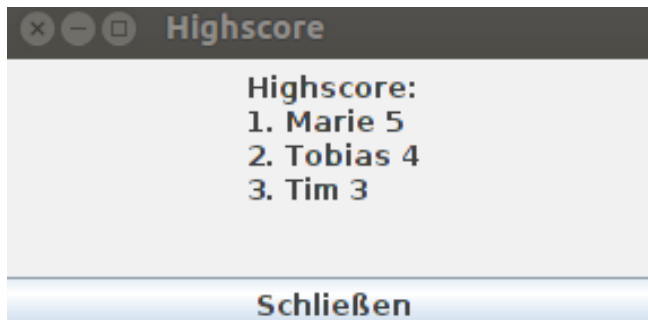 Highscore
Highscore:
1. Marie 5
2. Tobias 4
3. Tim 3
Schließen